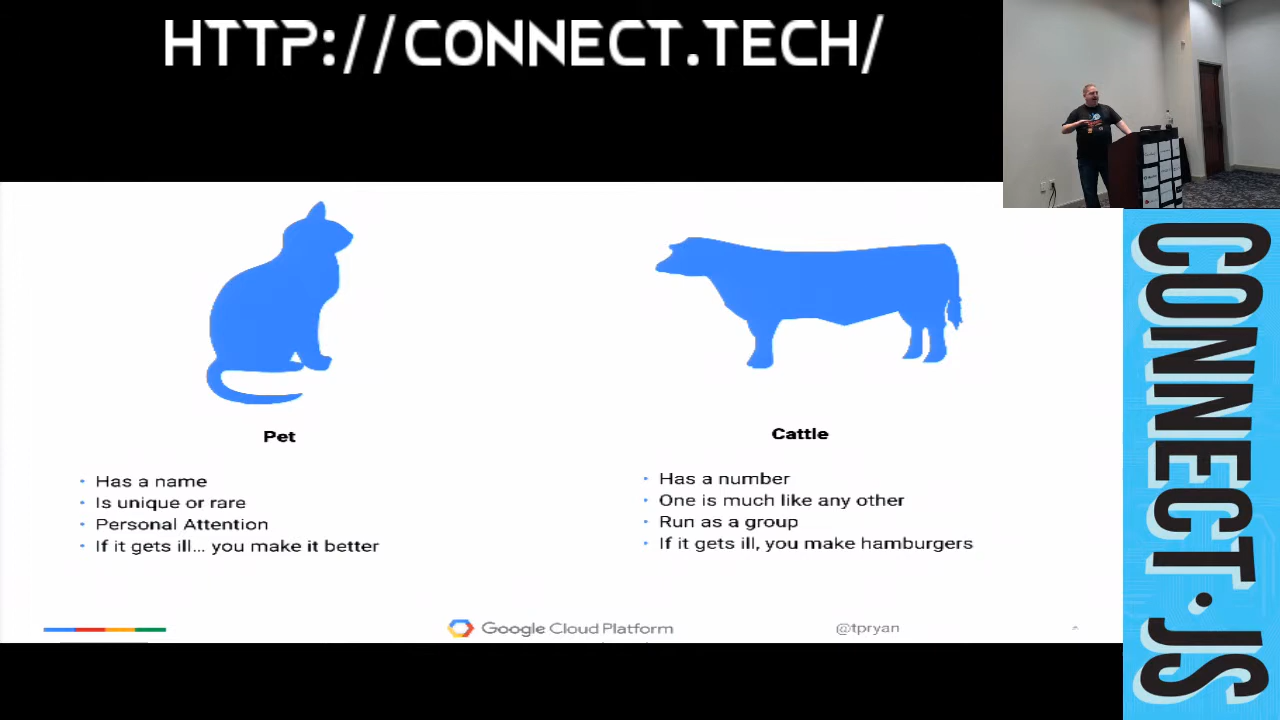 HTTP://CONNECT.TECH/
Pet
• Has a name
• Is unique or rare
• Personal Attention
• If it gets ill... you make it better
Cattle
• Has a number
• One is much like any other
• Run as a group
• If it gets ill, you make hamburgers
Google Cloud Platform
@tpryan
CONNECT.JS